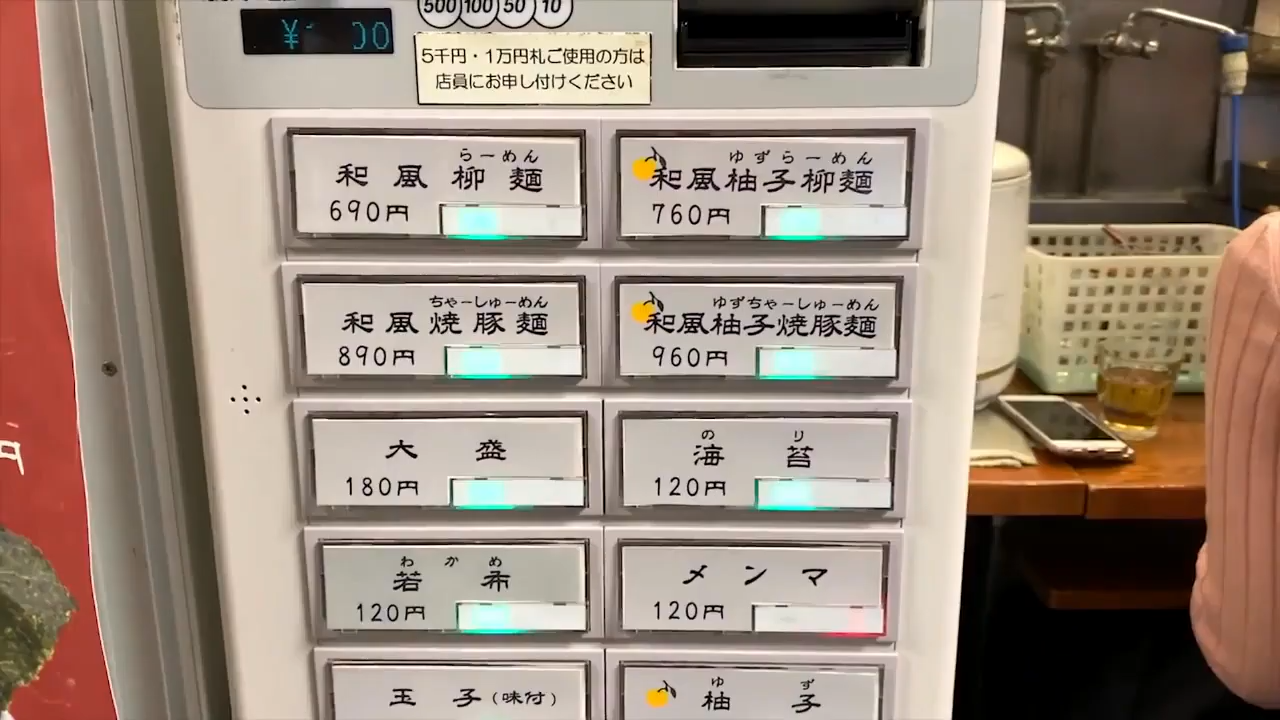 500 100 50 10
¥ 00
5千円・1万円札ご使用の方は
店員にお申し付けください
らーめん
和風柳麺
690円
ゆずらーめん
和風柚子柳麺
760円
ちゃーしゅーめん
和風焼豚麺
890円
ゆずちゃーしゅーめん
和風柚子焼豚麺
960円
大盛
180円
のり
海苔
120円
わかめ
若布
120円
メンマ
120円
玉子(味付)
ゆず
柚子
円